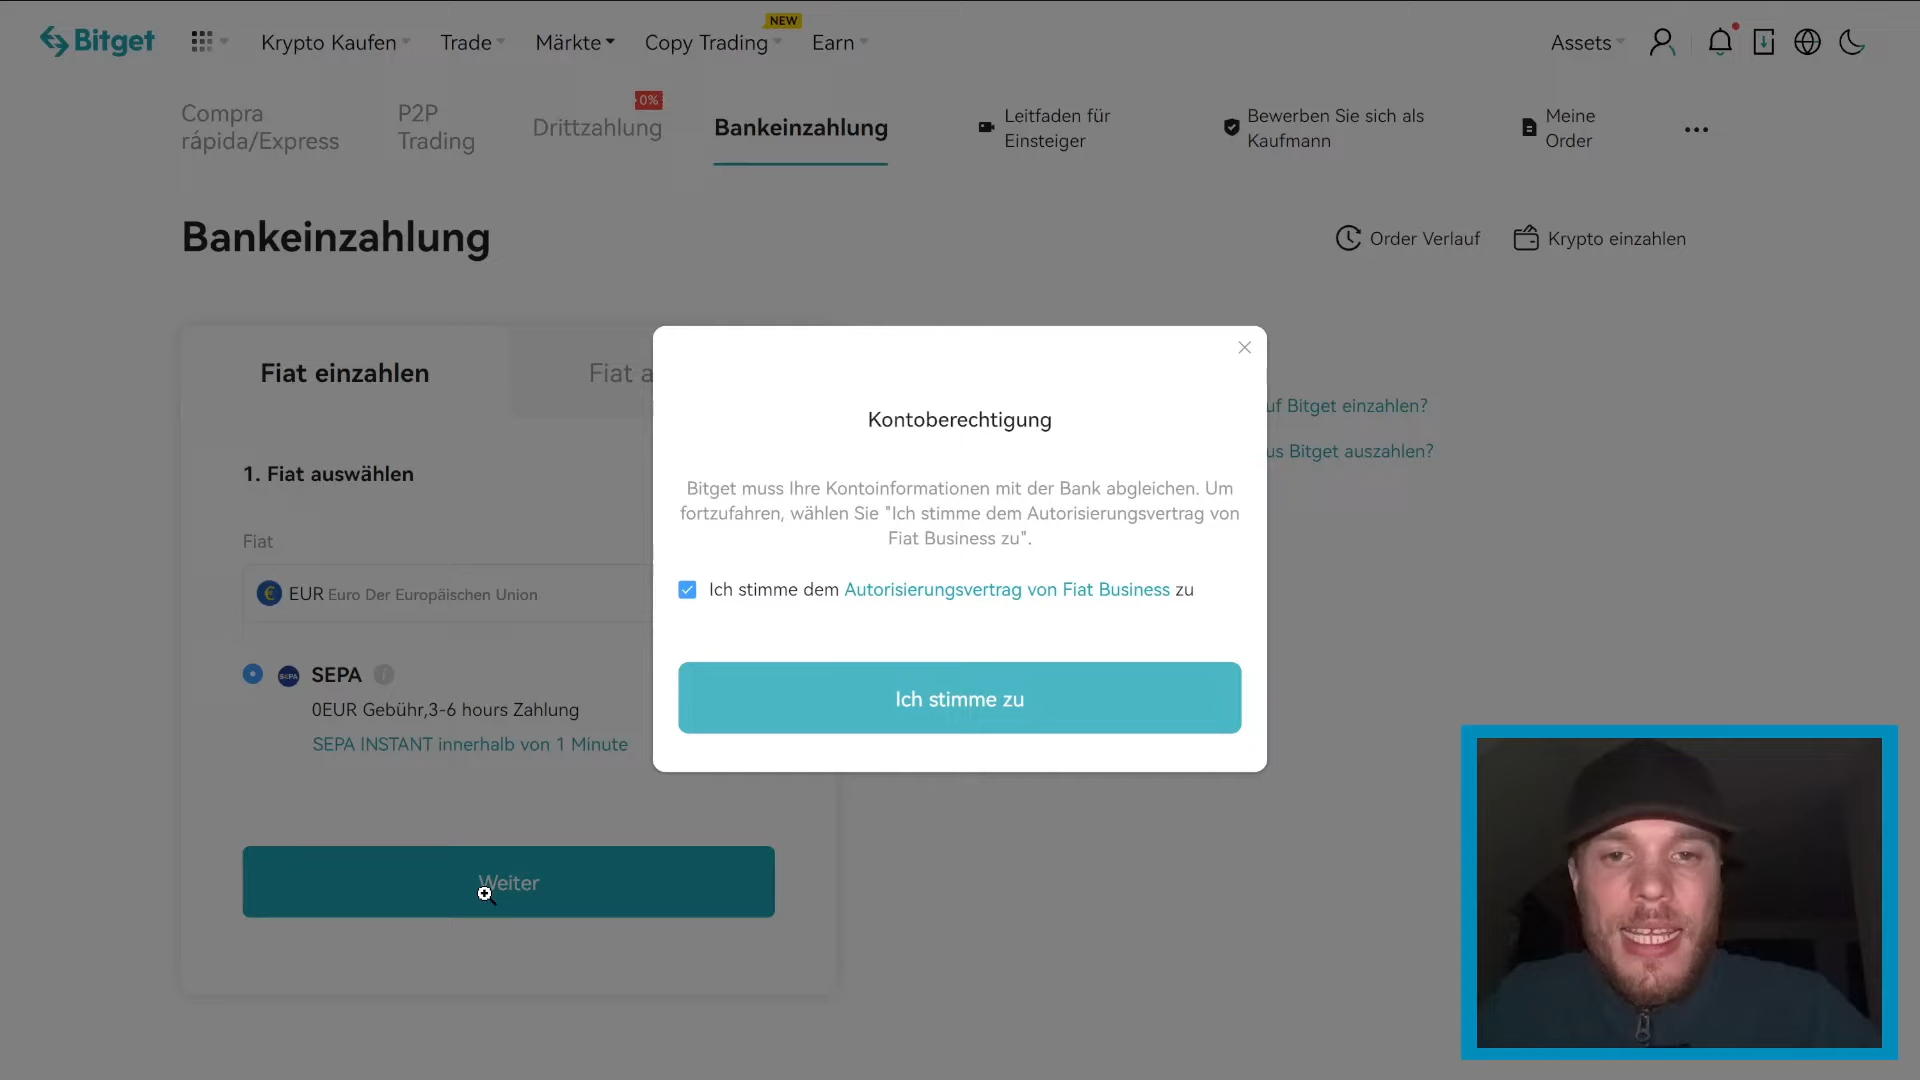 Bitget
Krypto Kaufen
Trade
Märkte
Copy Trading
NEW
Earn
Assets
Compra
rápida/Express
P2P
Trading
Drittzahlung
0%
Bankeinzahlung
Leitfaden für
Einsteiger
Bewerben Sie sich als
Kaufmann
Meine
Order
Bankeinzahlung
Order Verlauf
Krypto einzahlen
Fiat einzahlen
Fiat a
uf Bitget einzahlen?
us Bitget auszahlen?
1. Fiat auswählen
Fiat
€ EUR Euro Der Europäischen Union
SEPA SEPA i
0EUR Gebühr,3-6 hours Zahlung
SEPA INSTANT innerhalb von 1 Minute
Weiter
Kontoberechtigung
Bitget muss Ihre Kontoinformationen mit der Bank abgleichen. Um
fortzufahren, wählen Sie "Ich stimme dem Autorisierungsvertrag von
Fiat Business zu".
Ich stimme dem Autorisierungsvertrag von Fiat Business zu
Ich stimme zu